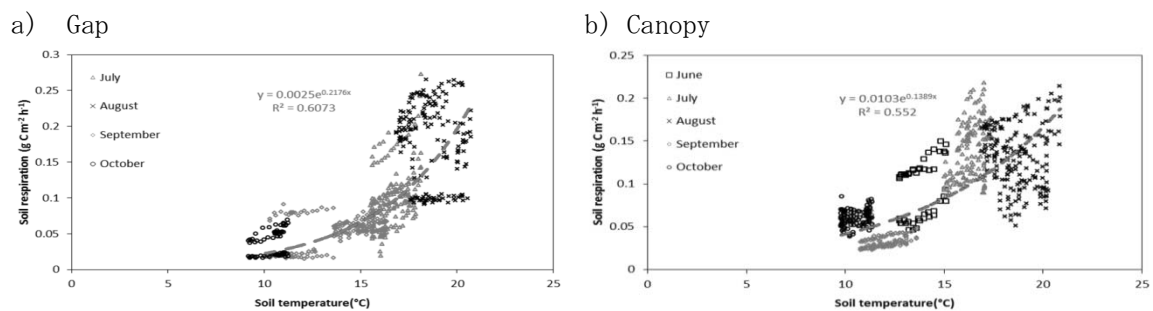 a) Gap
Soil respiration (g C m⁻² h⁻¹)
0.3
0.25
0.2
0.15
0.1
0.05
0
July
August
September
October
y = 0.0025e^0.2176x
R² = 0.6073
0 5 10 15 20 25
Soil temperature(°C)
b) Canopy
Soil respiration (g C m⁻² h⁻¹)
0.25
0.2
0.15
0.1
0.05
0
June
July
August
September
October
y = 0.0103e^0.1389x
R² = 0.552
0 5 10 15 20 25
Soil temperature(°C)